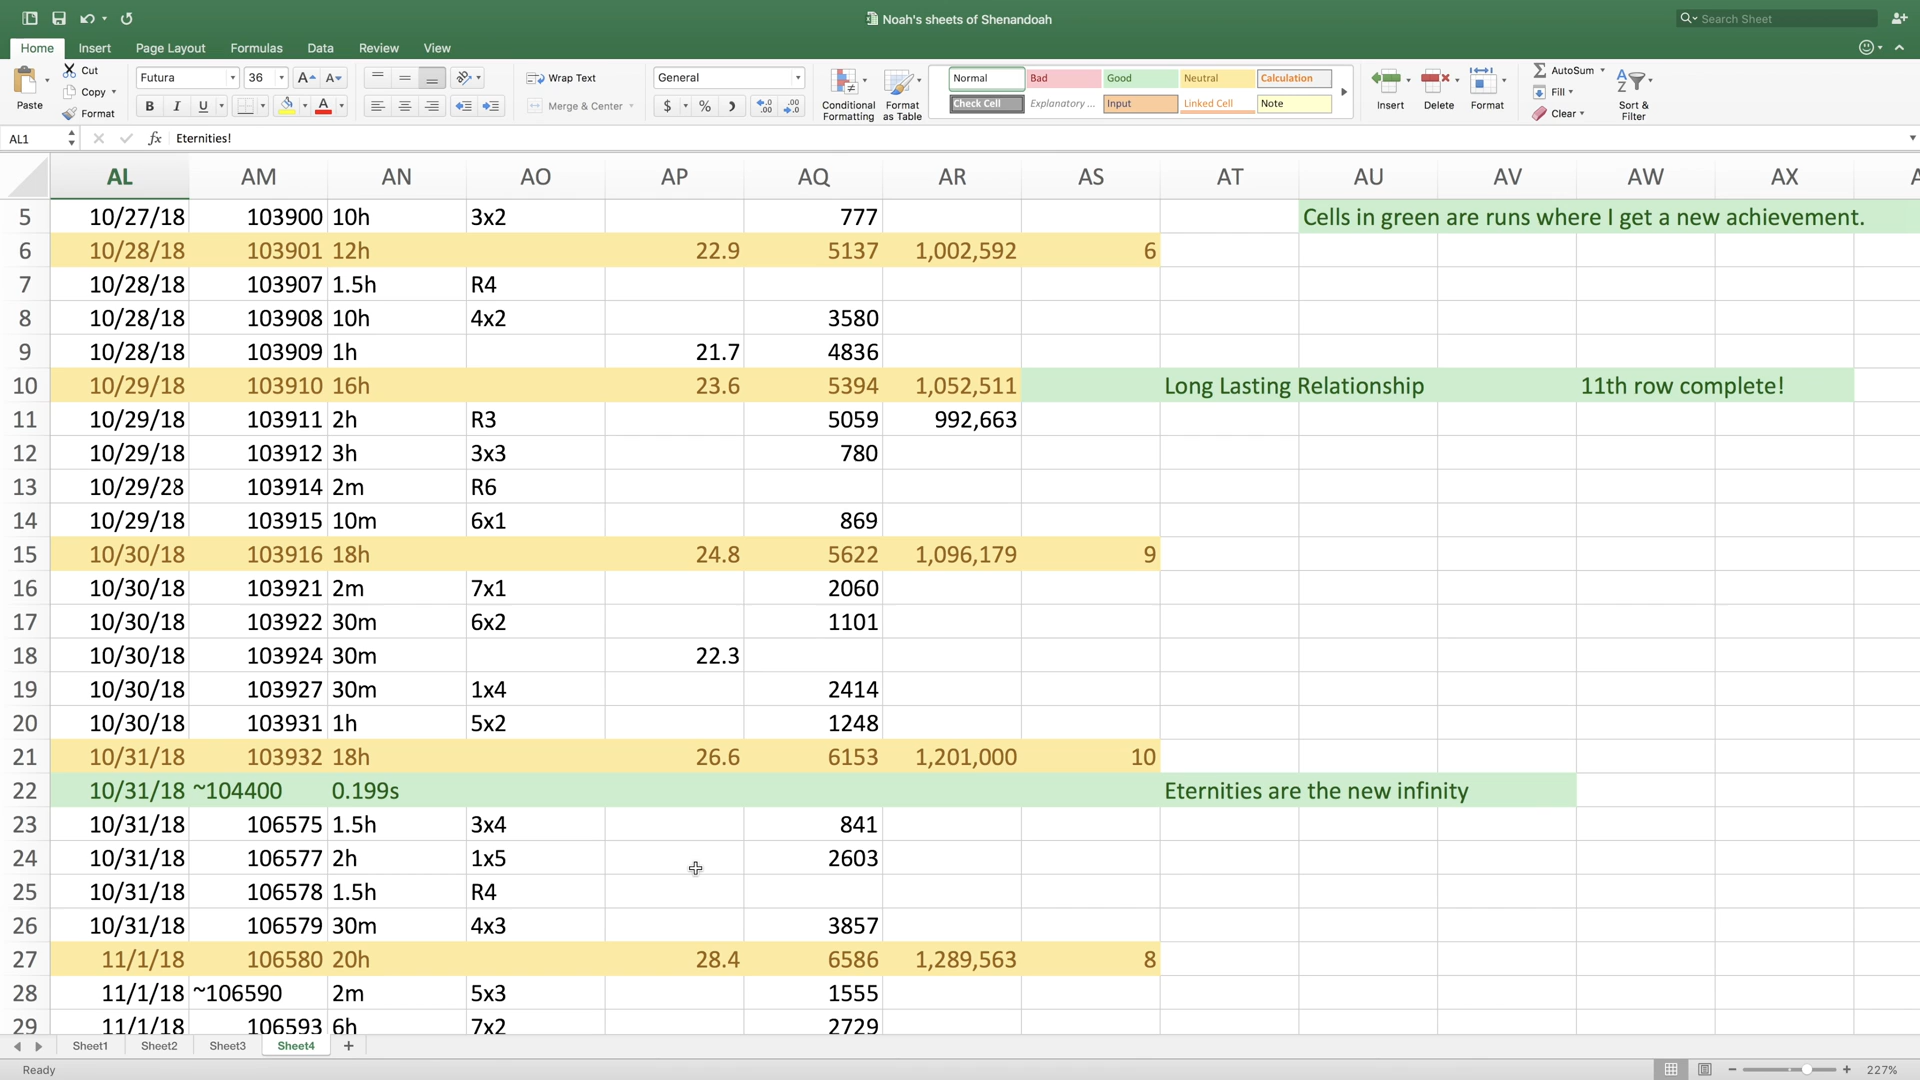 Noah's sheets of Shenandoah
Search Sheet
Home Insert Page Layout Formulas Data Review View
Paste Cut Copy Format
Futura 36
B I U
Wrap Text
Merge & Center
General
$ %
Conditional Formatting
Format as Table
Normal Bad Good Neutral Calculation
Check Cell Explanatory ... Input Linked Cell Note
Insert Delete Format
AutoSum
Fill
Clear
Sort & Filter
AL1 fx Eternities!
AL AM AN AO AP AQ AR AS AT AU AV AW AX
5 10/27/18 103900 10h 3x2 777 Cells in green are runs where I get a new achievement.
6 10/28/18 103901 12h 22.9 5137 1,002,592 6
7 10/28/18 103907 1.5h R4
8 10/28/18 103908 10h 4x2 3580
9 10/28/18 103909 1h 21.7 4836
10 10/29/18 103910 16h 23.6 5394 1,052,511 Long Lasting Relationship 11th row complete!
11 10/29/18 103911 2h R3 5059 992,663
12 10/29/18 103912 3h 3x3 780
13 10/29/28 103914 2m R6
14 10/29/18 103915 10m 6x1 869
15 10/30/18 103916 18h 24.8 5622 1,096,179 9
16 10/30/18 103921 2m 7x1 2060
17 10/30/18 103922 30m 6x2 1101
18 10/30/18 103924 30m 22.3
19 10/30/18 103927 30m 1x4 2414
20 10/30/18 103931 1h 5x2 1248
21 10/31/18 103932 18h 26.6 6153 1,201,000 10
22 10/31/18 ~104400 0.199s Eternities are the new infinity
23 10/31/18 106575 1.5h 3x4 841
24 10/31/18 106577 2h 1x5 2603
25 10/31/18 106578 1.5h R4
26 10/31/18 106579 30m 4x3 3857
27 11/1/18 106580 20h 28.4 6586 1,289,563 8
28 11/1/18 ~106590 2m 5x3 1555
29 11/1/18 106593 6h 7x2 2729
Sheet1 Sheet2 Sheet3 Sheet4 +
Ready 227%